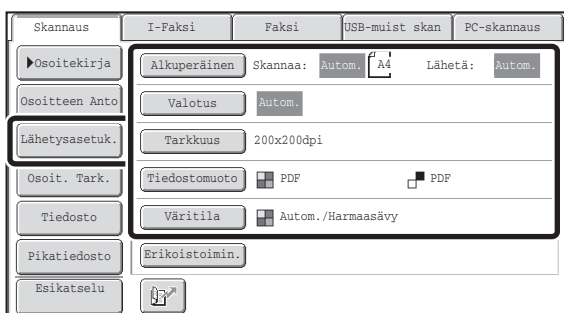 Skannaus I-Faksi Faksi USB-muist skan PC-skannaus
Osoitekirja Alkuperäinen Skannaa: Autom. A4 Lähetä: Autom.
Osoitteen Anto Valotus Autom.
Lähetysasetuk. Tarkkuus 200x200dpi
Osoit. Tark. Tiedostomuoto PDF PDF
Tiedosto Väritila Autom./Harmaasävy
Pikatiedosto Erikoistoimin.
Esikatselu